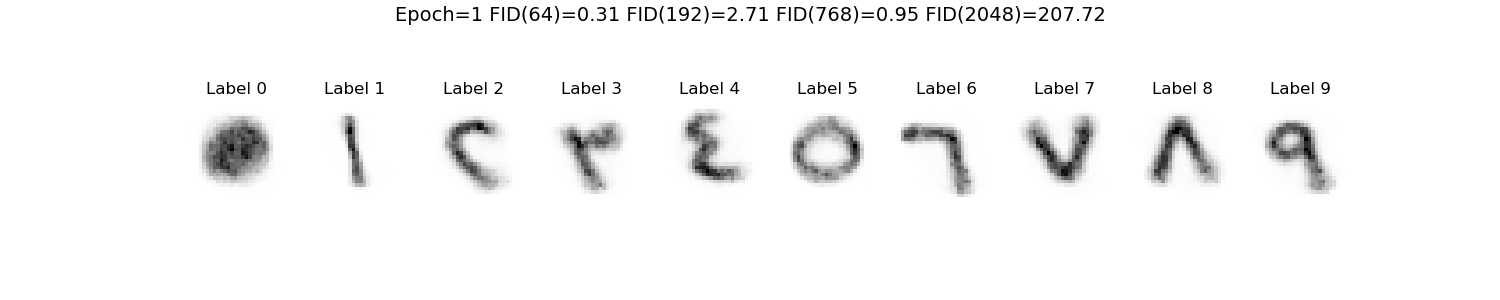 Epoch=1 FID(64)=0.31 FID(192)=2.71 FID(768)=0.95 FID(2048)=207.72
Label 0 Label 1 Label 2 Label 3 Label 4 Label 5 Label 6 Label 7 Label 8 Label 9
٠ ١ ٢ ٣ ٤ ٥ ٦ ٧ ٨ ٩